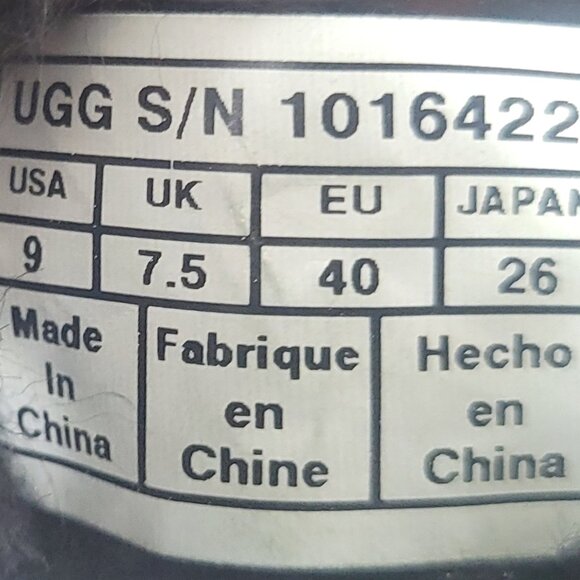 UGG S/N 1016422
USA UK EU JAPAN
9 7.5 40 26
Made Fabrique Hecho
In en en
China Chine China